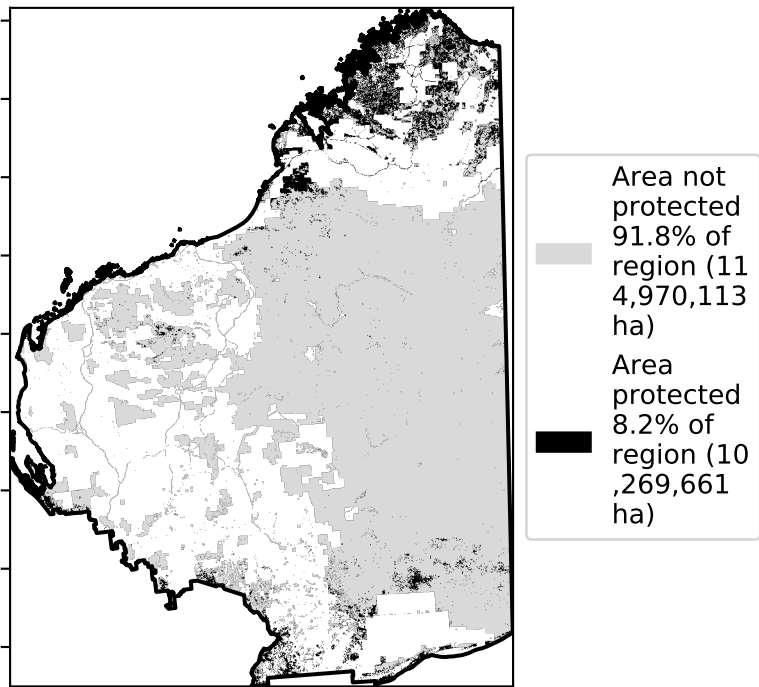 Area not
protected
91.8% of
region (11
4,970,113
ha)
Area
protected
8.2% of
region (10
,269,661
ha)